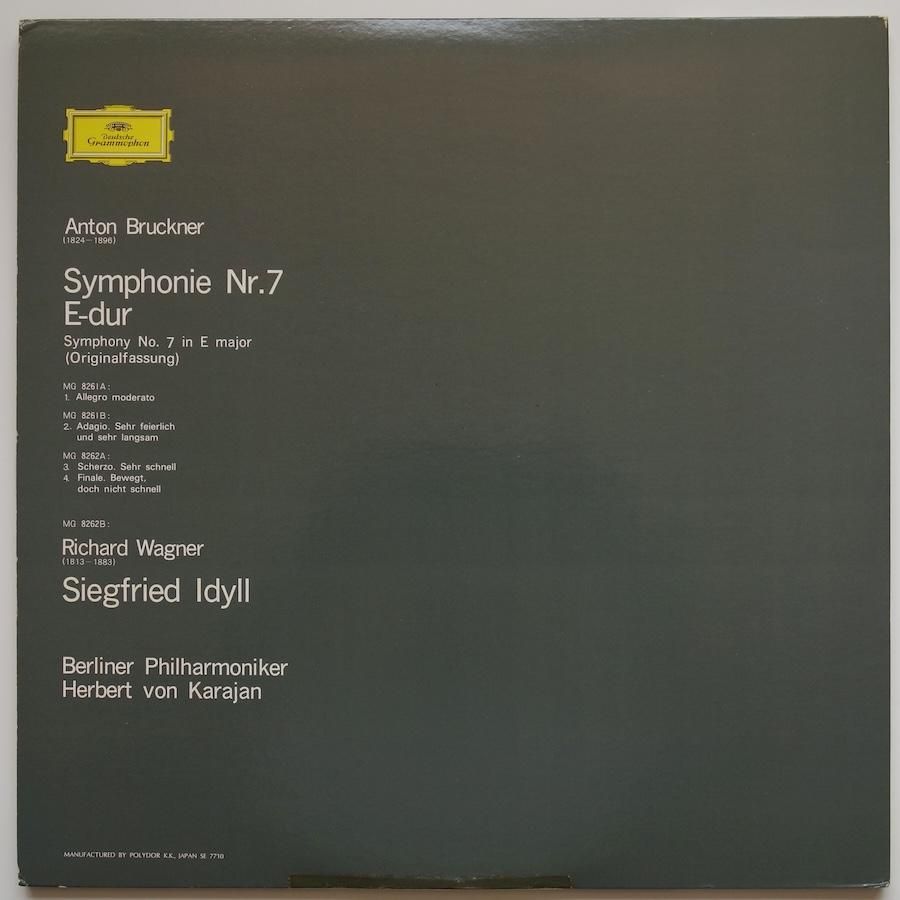 Deutsche
Grammophon
Anton Bruckner
(1824–1896)
Symphonie Nr.7
E-dur
Symphony No. 7 in E major
(Originalfassung)
MG 8261A:
1. Allegro moderato
MG 8261B:
2. Adagio. Sehr feierlich
und sehr langsam
MG 8262A:
3. Scherzo. Sehr schnell
4. Finale. Bewegt,
doch nicht schnell
MG 8262B:
Richard Wagner
(1813–1883)
Siegfried Idyll
Berliner Philharmoniker
Herbert von Karajan
MANUFACTURED BY POLYDOR K.K., JAPAN SE 7710